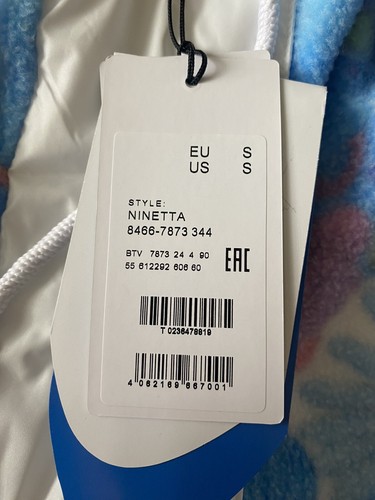 EU S
US S
STYLE:
NINETTA
8466-7873 344
BTV 7873 24 4 90
55 612292 606 60
EAC
T 0236478819
4 062169 667001